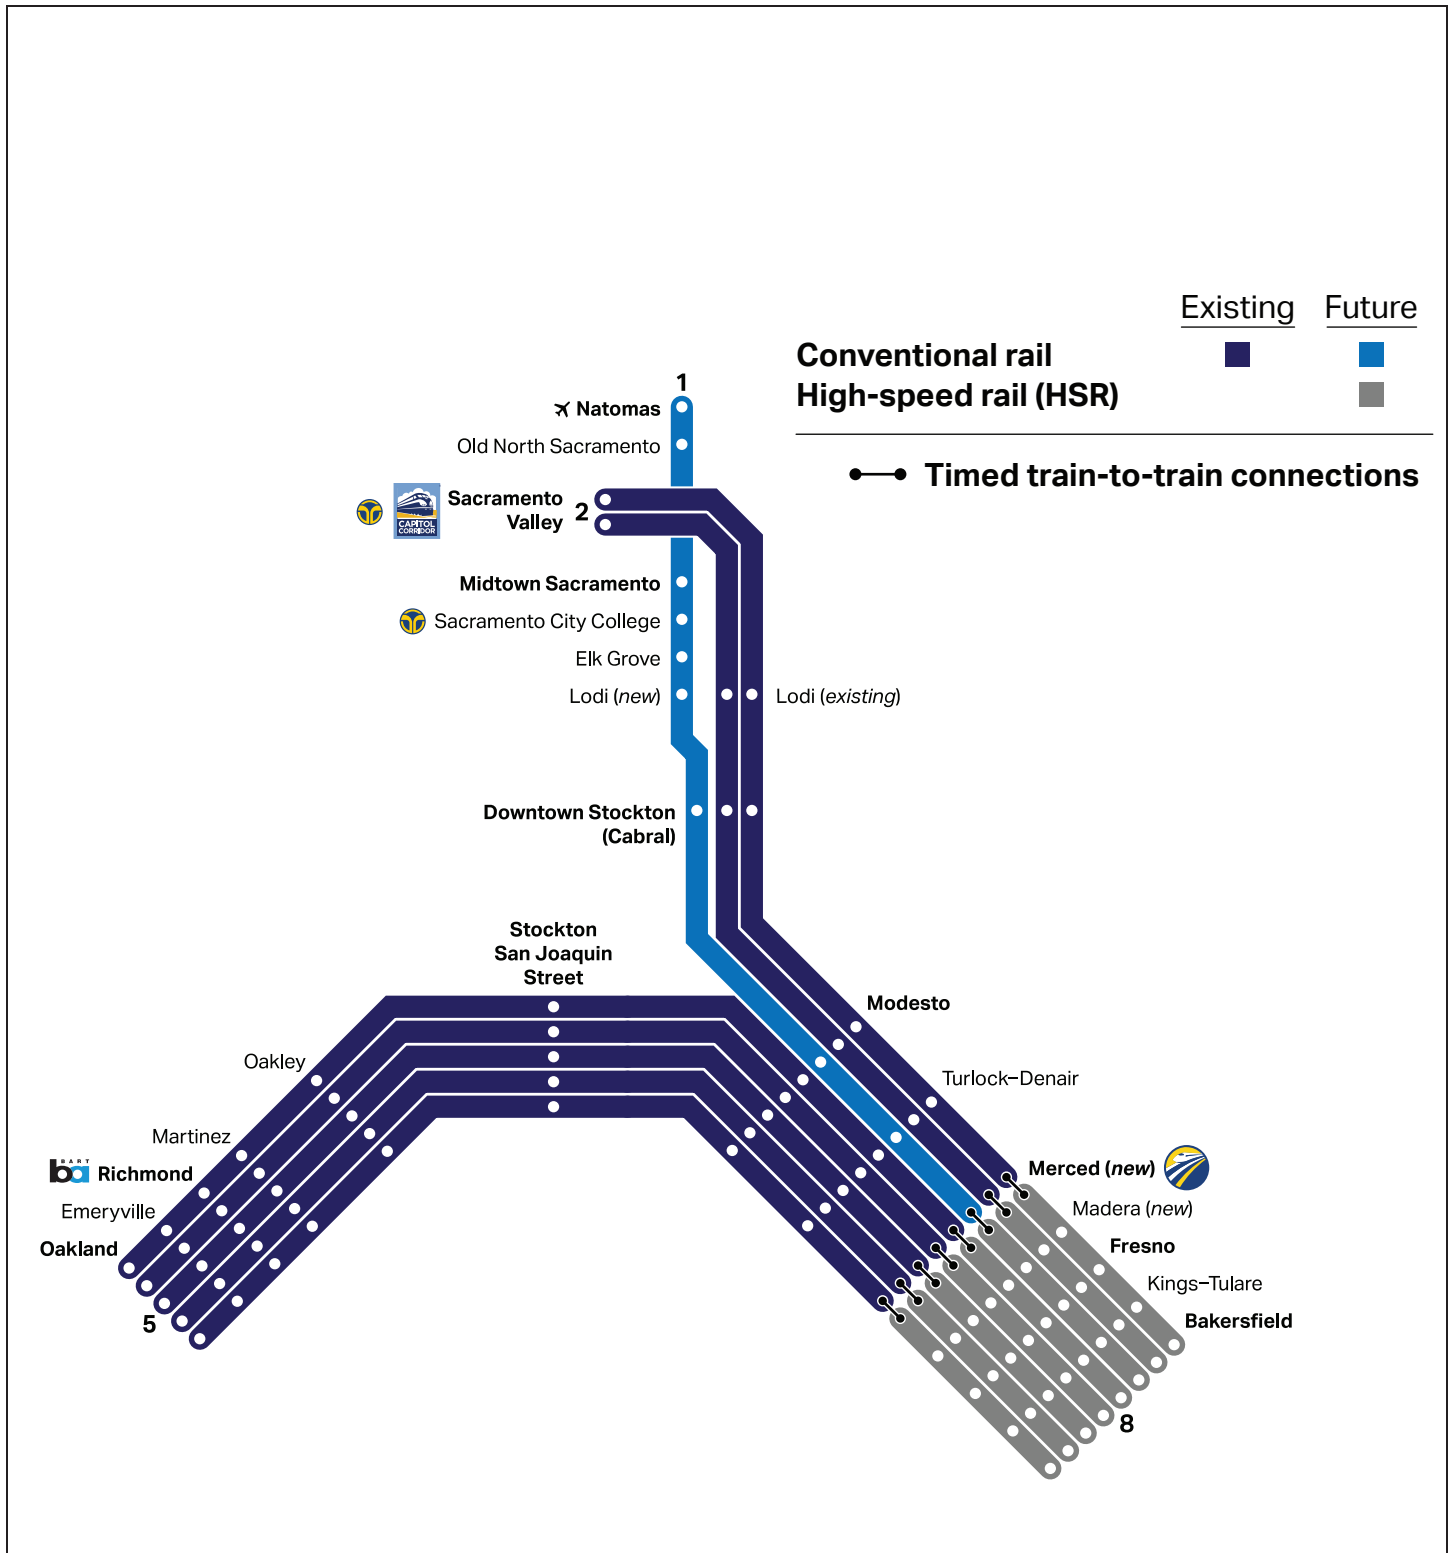 Existing Future
Conventional rail
High-speed rail (HSR)
Timed train-to-train connections
1
Natomas
Old North Sacramento
CAPITOL
CORRIDOR
Sacramento
Valley
2
Midtown Sacramento
Sacramento City College
Elk Grove
Lodi (new)
Lodi (existing)
Downtown Stockton
(Cabral)
Stockton
San Joaquin
Street
Modesto
Oakley
Turlock–Denair
Martinez
BART
ba Richmond
Merced (new)
Emeryville
Madera (new)
Oakland
Fresno
Kings–Tulare
5
Bakersfield
8